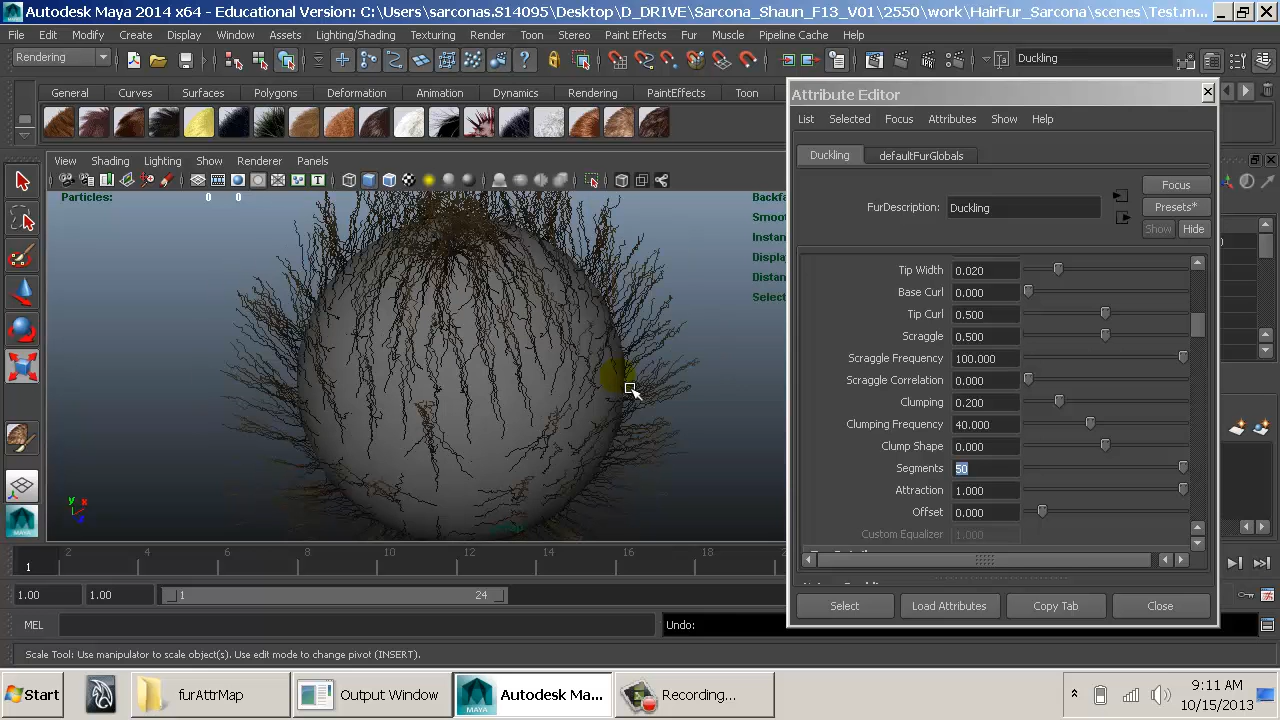 Autodesk Maya 2014 x64 - Educational Version: C:\Users\sarconas.S14095\Desktop\D_DRIVE\Sarcona_Shaun_F13_V01\2550\work\HairFur_Sarcona\scenes\Test.m...
File Edit Modify Create Display Window Assets Lighting/Shading Texturing Render Toon Stereo Paint Effects Fur Muscle Pipeline Cache Help
Rendering
Duckling
General Curves Surfaces Polygons Deformation Animation Dynamics Rendering PaintEffects Toon
View Shading Lighting Show Renderer Panels
Particles: 0 0
Backfa
Smoo
Instan
Displa
Distan
Select
persp
Attribute Editor
List Selected Focus Attributes Show Help
Duckling defaultFurGlobals
Focus
FurDescription: Duckling Presets*
Show Hide
Tip Width 0.020
Base Curl 0.000
Tip Curl 0.500
Scraggle 0.500
Scraggle Frequency 100.000
Scraggle Correlation 0.000
Clumping 0.200
Clumping Frequency 40.000
Clump Shape 0.000
Segments 50
Attraction 1.000
Offset 0.000
Custom Equalizer 1.000
Select Load Attributes Copy Tab Close
2 4 6 8 10 12 14 16 18
1
1.00 1.00 1 24
MEL Undo:
Scale Tool: Use manipulator to scale object(s). Use edit mode to change pivot (INSERT).
Start furAttrMap Output Window Autodesk Ma... Recording... 9:11 AM
10/15/2013